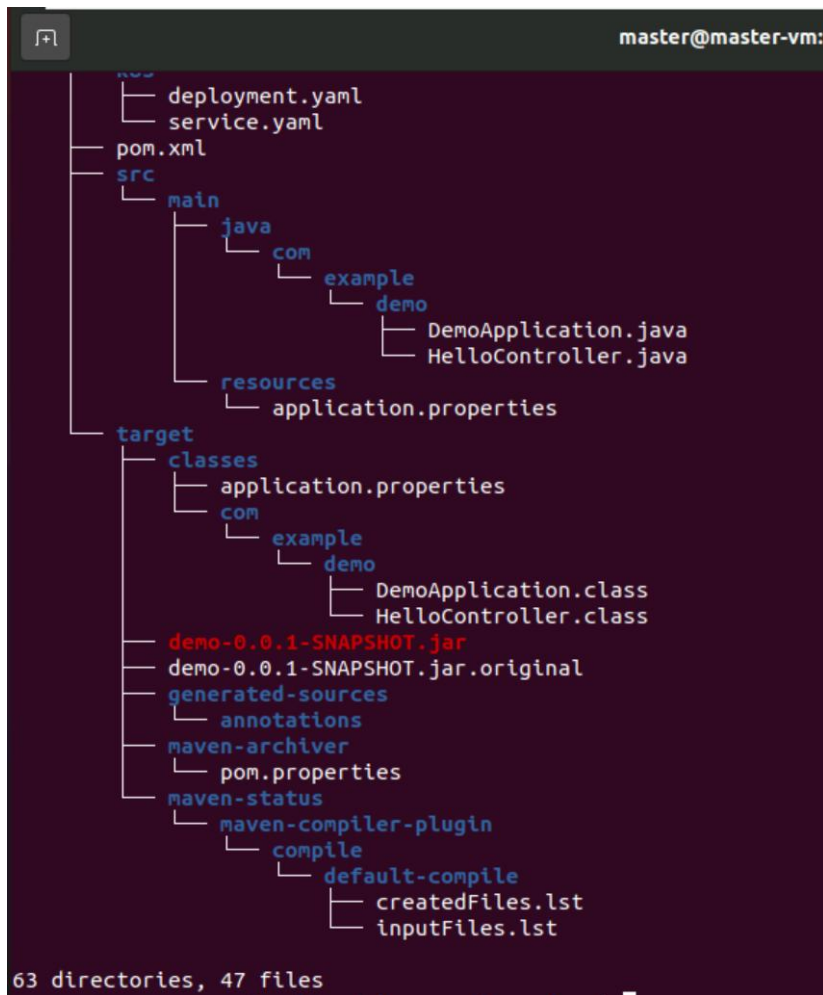 master@master-vm:
├── deployment.yaml
└── service.yaml
├── pom.xml
├── src
└── main
├── java
└── com
└── example
└── demo
├── DemoApplication.java
└── HelloController.java
└── resources
└── application.properties
└── target
├── classes
├── application.properties
└── com
└── example
└── demo
├── DemoApplication.class
└── HelloController.class
├── demo-0.0.1-SNAPSHOT.jar
├── demo-0.0.1-SNAPSHOT.jar.original
├── generated-sources
└── annotations
├── maven-archiver
└── pom.properties
└── maven-status
└── maven-compiler-plugin
└── compile
└── default-compile
├── createdFiles.lst
└── inputFiles.lst
63 directories, 47 files